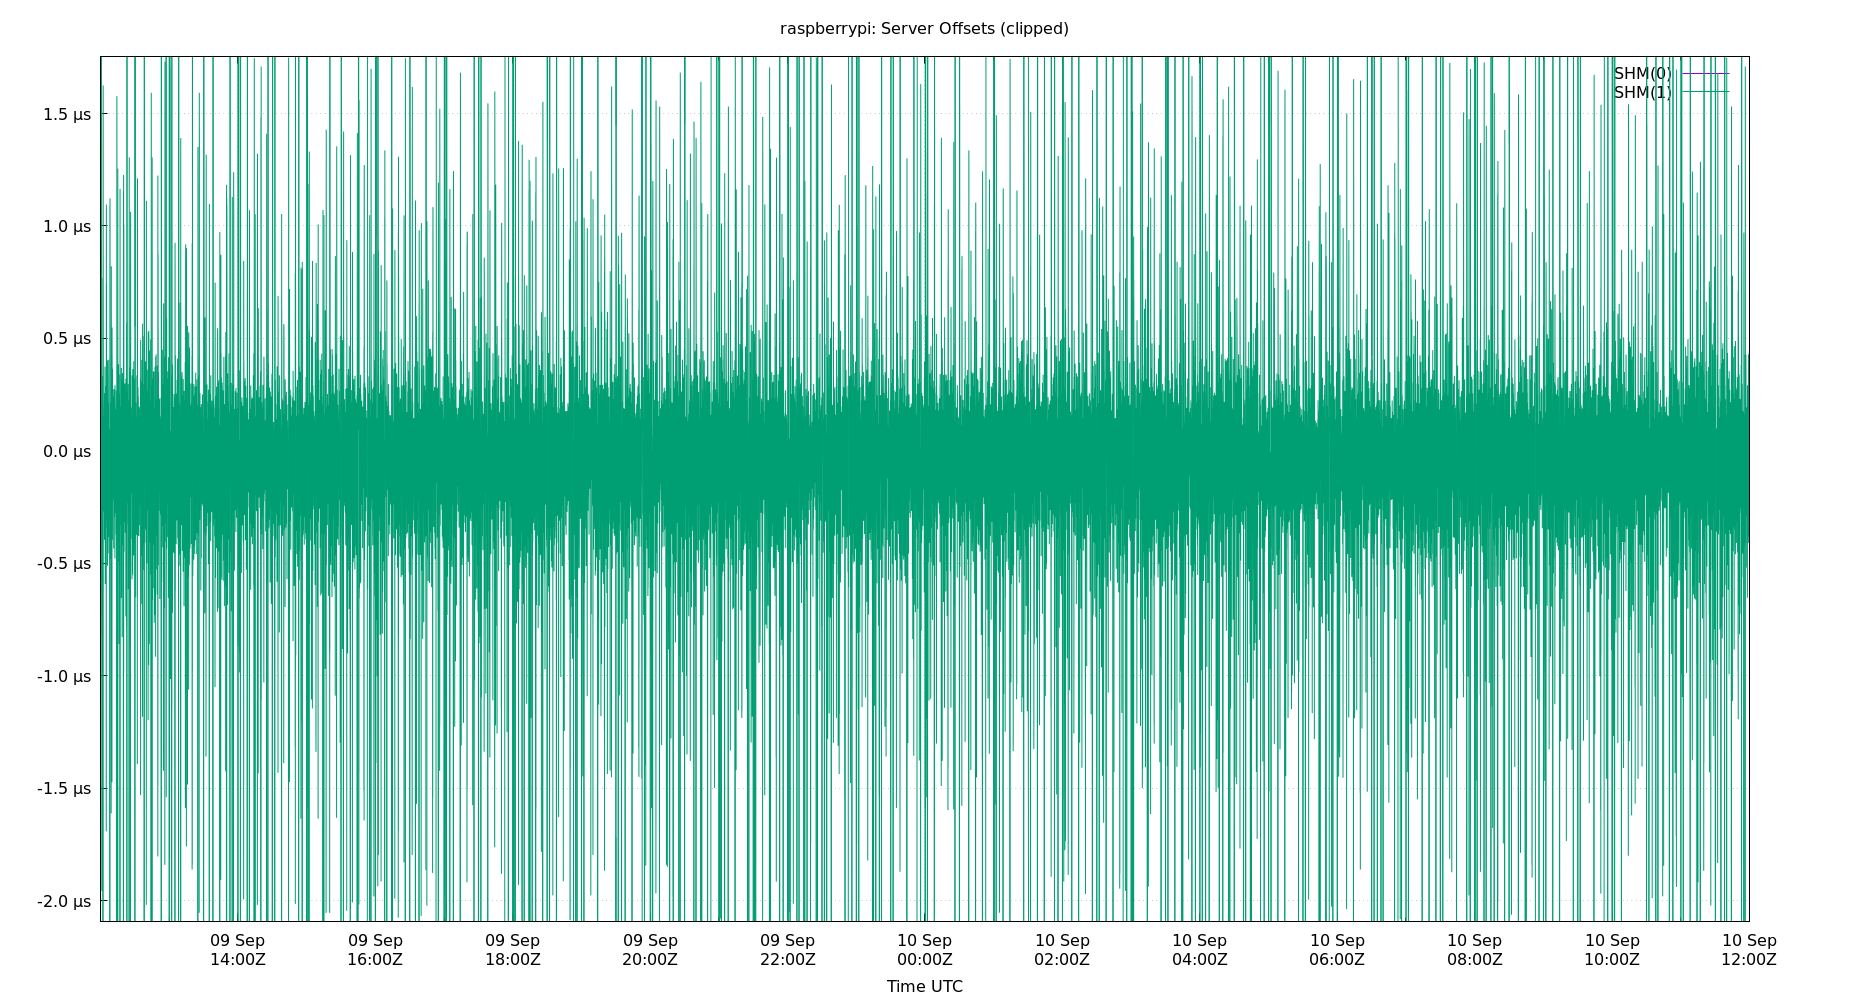 raspberrypi: Server Offsets (clipped)
SHM(0)
SHM(1)
1.5 µs
1.0 µs
0.5 µs
0.0 µs
-0.5 µs
-1.0 µs
-1.5 µs
-2.0 µs
09 Sep 09 Sep 09 Sep 09 Sep 09 Sep 10 Sep 10 Sep 10 Sep 10 Sep 10 Sep 10 Sep 10 Sep
14:00Z 16:00Z 18:00Z 20:00Z 22:00Z 00:00Z 02:00Z 04:00Z 06:00Z 08:00Z 10:00Z 12:00Z
Time UTC